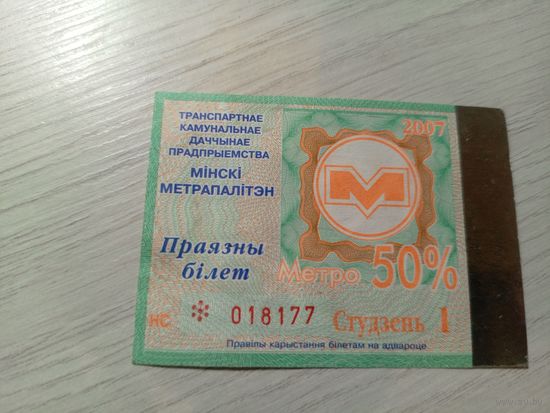 ТРАНСПАРТНАЕ
КАМУНАЛЬНАЕ
ДАЧЧЫНАЕ
ПРАДПРЫЕМСТВА
МІНСКІ
МЕТРАПАЛІТЭН
Праязны
білет
НС * 018177
2007
М
Метро 50%
Студзень 1
Правілы карыстання білетам на адвароце